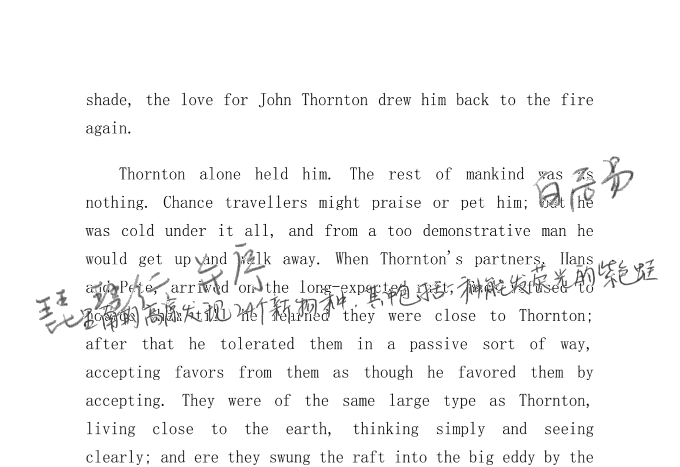 shade, the love for John Thornton drew him back to the fire
again.
Thornton alone held him. The rest of mankind was as
nothing. Chance travellers might praise or pet him; but he
白居易
was cold under it all, and from a too demonstrative man he
would get up and walk away. When Thornton's partners, Hans
琵琶行 并序
and Pete, arrived on the long-expected raft, Buck refused to
高原发现24个新物种,其中包括一种能发荧光的紫色蛙
notice them till he learned they were close to Thornton;
after that he tolerated them in a passive sort of way,
accepting favors from them as though he favored them by
accepting. They were of the same large type as Thornton,
living close to the earth, thinking simply and seeing
clearly; and ere they swung the raft into the big eddy by the